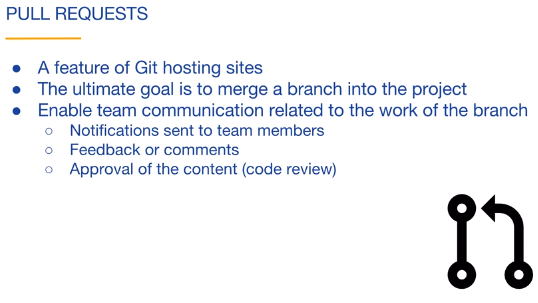 PULL REQUESTS
● A feature of Git hosting sites
● The ultimate goal is to merge a branch into the project
● Enable team communication related to the work of the branch
○ Notifications sent to team members
○ Feedback or comments
○ Approval of the content (code review)